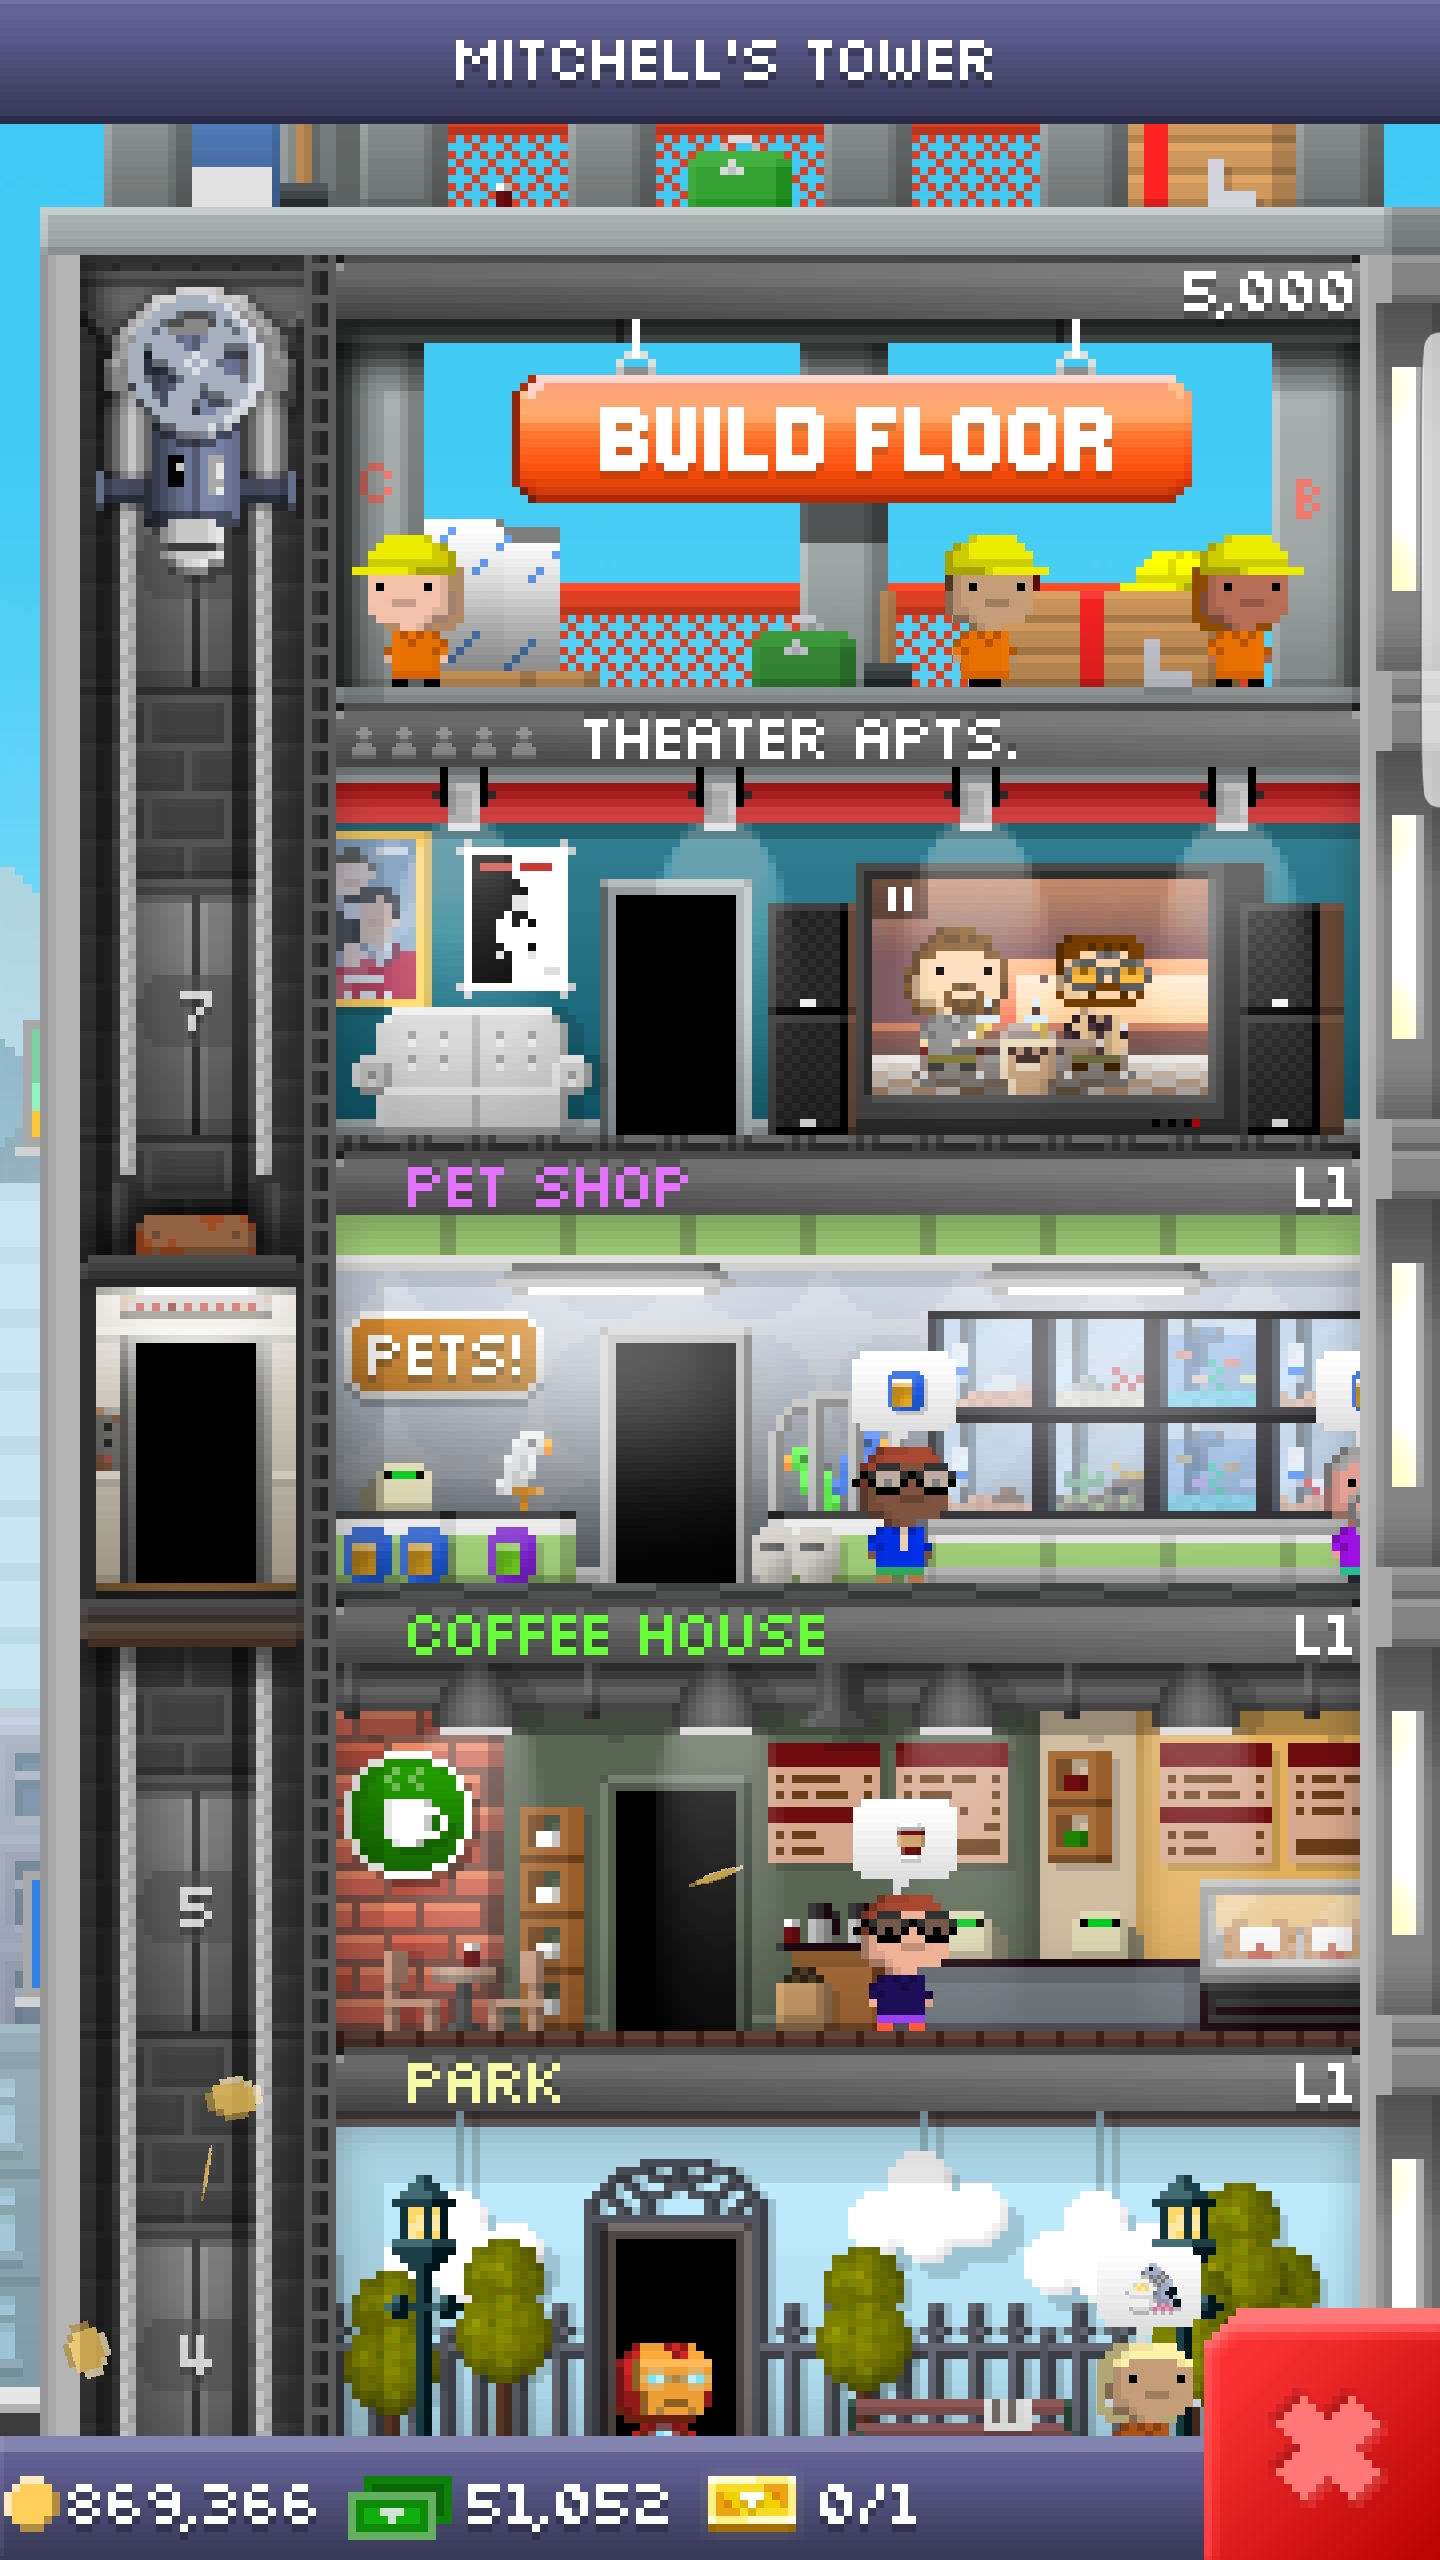 MITCHELL'S TOWER
5,000
BUILD FLOOR
C
B
THEATER APTS.
7
PET SHOP L1
PETS!
COFFEE HOUSE L1
5
PARK L1
4
869,366 51,052 0/1